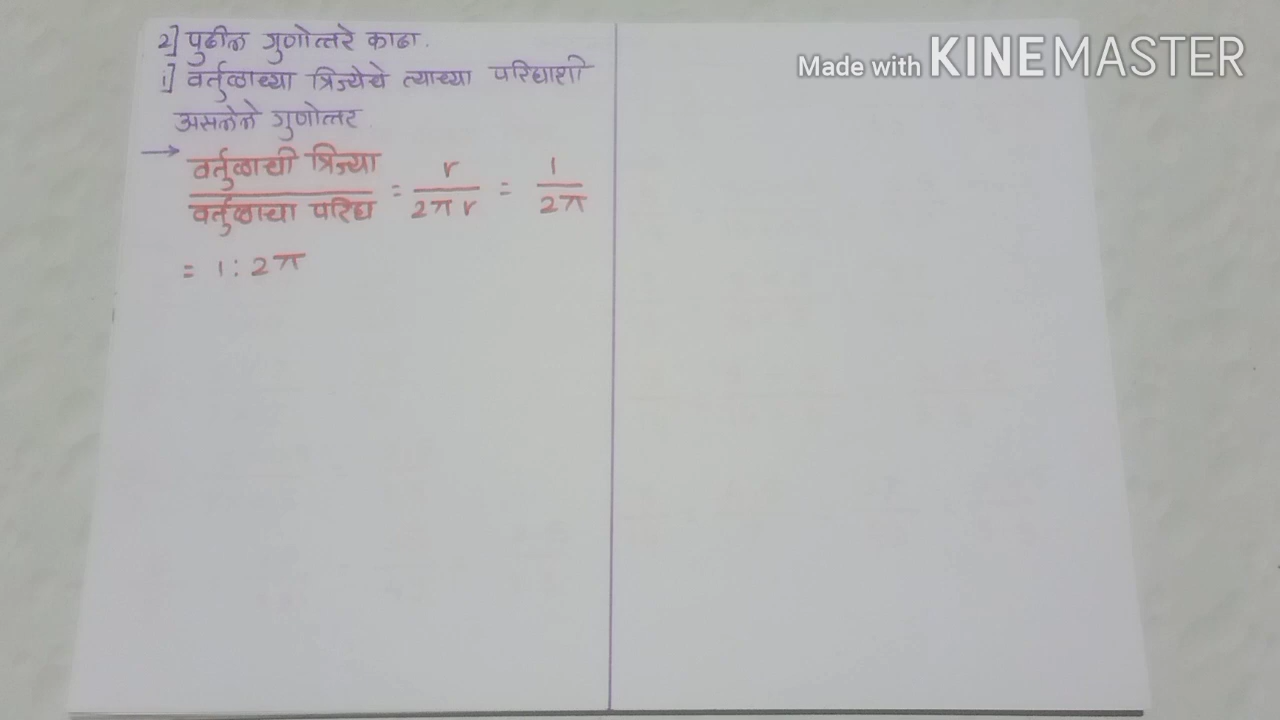 2] पुढील गुणोत्तरे काढा.
i] वर्तुळाच्या त्रिज्येचे त्याच्या परिघाशी
असलेले गुणोत्तर
→ वर्तुळाची त्रिज्या / वर्तुळाचा परिघ = r / 2πr = 1 / 2π
= 1 : 2π
Made with KINEMASTER